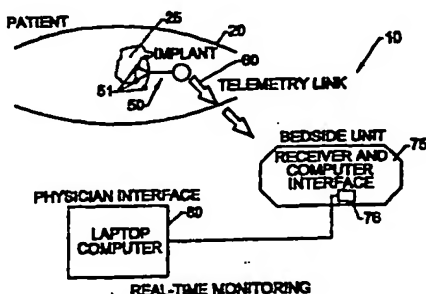 PATIENT
25
20
IMPLANT
60
10
51
50
TELEMETRY LINK
BEDSIDE UNIT
75
RECEIVER AND
COMPUTER
INTERFACE
PHYSICIAN INTERFACE
80
76
LAPTOP
COMPUTER
REAL-TIME MONITORING